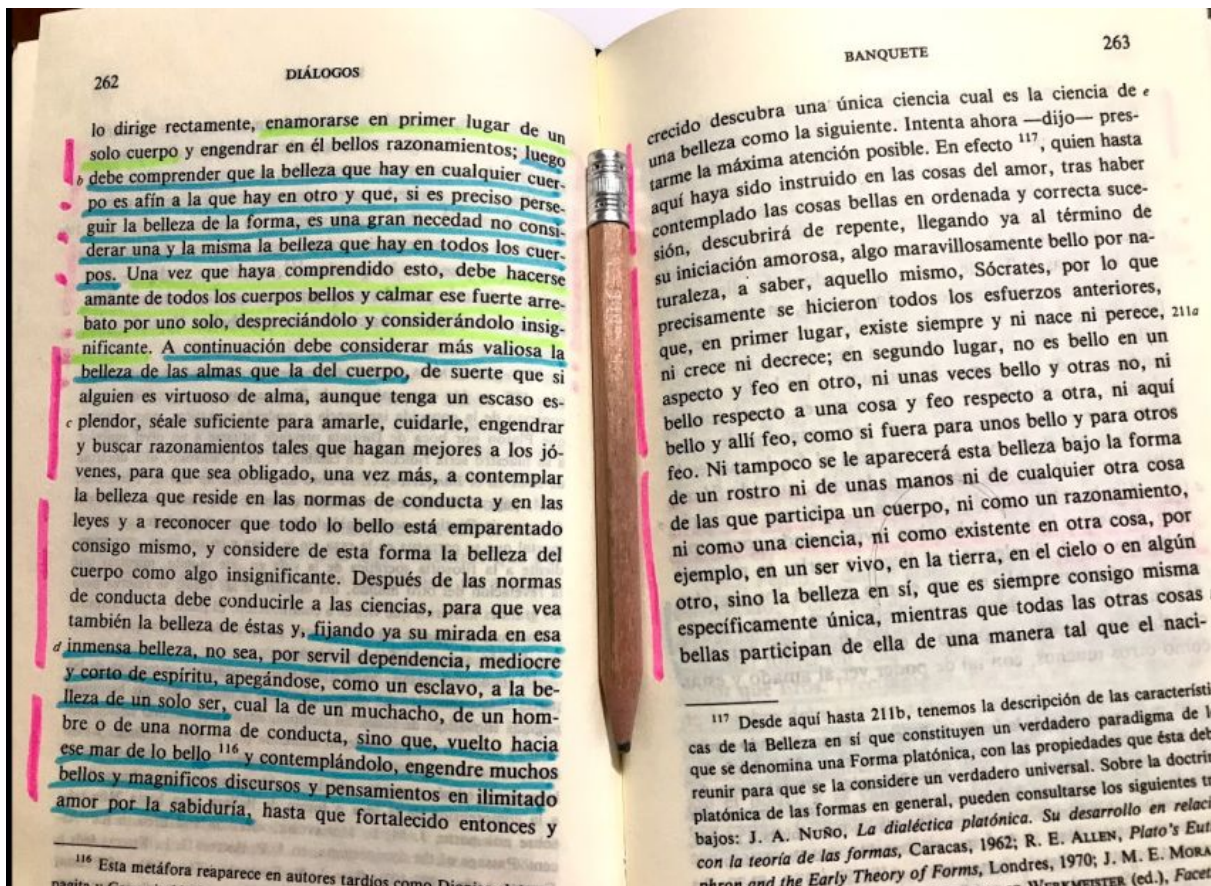 262
DIÁLOGOS
lo dirige rectamente, enamorarse en primer lugar de un
solo cuerpo y engendrar en él bellos razonamientos; luego
b debe comprender que la belleza que hay en cualquier cuer-
po es afín a la que hay en otro y que, si es preciso perse-
guir la belleza de la forma, es una gran necedad no consi-
derar una y la misma la belleza que hay en todos los cuer-
pos. Una vez que haya comprendido esto, debe hacerse
amante de todos los cuerpos bellos y calmar ese fuerte arre-
bato por uno solo, despreciándolo y considerándolo insig-
nificante. A continuación debe considerar más valiosa la
belleza de las almas que la del cuerpo, de suerte que si
alguien es virtuoso de alma, aunque tenga un escaso es-
c plendor, séale suficiente para amarle, cuidarle, engendrar
y buscar razonamientos tales que hagan mejores a los jó-
venes, para que sea obligado, una vez más, a contemplar
la belleza que reside en las normas de conducta y en las
leyes y a reconocer que todo lo bello está emparentado
consigo mismo, y considere de esta forma la belleza del
cuerpo como algo insignificante. Después de las normas
de conducta debe conducirle a las ciencias, para que vea
también la belleza de éstas y, fijando ya su mirada en esa
d inmensa belleza, no sea, por servil dependencia, mediocre
y corto de espíritu, apegándose, como un esclavo, a la be-
lleza de un solo ser, cual la de un muchacho, de un hom-
bre o de una norma de conducta, sino que, vuelto hacia
ese mar de lo bello 116 y contemplándolo, engendre muchos
bellos y magníficos discursos y pensamientos en ilimitado
amor por la sabiduría, hasta que fortalecido entonces y
116 Esta metáfora reaparece en autores tardíos como
BANQUETE
263
crecido descubra una única ciencia cual es la ciencia de e
una belleza como la siguiente. Intenta ahora —dijo— pres-
tarme la máxima atención posible. En efecto 117, quien hasta
aquí haya sido instruido en las cosas del amor, tras haber
contemplado las cosas bellas en ordenada y correcta suce-
sión, descubrirá de repente, llegando ya al término de
su iniciación amorosa, algo maravillosamente bello por na-
turaleza, a saber, aquello mismo, Sócrates, por lo que
precisamente se hicieron todos los esfuerzos anteriores,
que, en primer lugar, existe siempre y ni nace ni perece, 211a
ni crece ni decrece; en segundo lugar, no es bello en un
aspecto y feo en otro, ni unas veces bello y otras no, ni
bello respecto a una cosa y feo respecto a otra, ni aquí
bello y allí feo, como si fuera para unos bello y para otros
feo. Ni tampoco se le aparecerá esta belleza bajo la forma
de un rostro ni de unas manos ni de cualquier otra cosa
de las que participa un cuerpo, ni como un razonamiento,
ni como una ciencia, ni como existente en otra cosa, por
ejemplo, en un ser vivo, en la tierra, en el cielo o en algún
otro, sino la belleza en sí, que es siempre consigo misma
específicamente única, mientras que todas las otras cosas
bellas participan de ella de una manera tal que el naci-
117 Desde aquí hasta 211b, tenemos la descripción de las característi
cas de la Belleza en sí que constituyen un verdadero paradigma de l
que se denomina una Forma platónica, con las propiedades que ésta deb
reunir para que se la considere un verdadero universal. Sobre la doctrin
platónica de las formas en general, pueden consultarse los siguientes tr
bajos: J. A. NUÑO, La dialéctica platónica. Su desarrollo en relaci
con la teoría de las formas, Caracas, 1962; R. E. ALLEN, Plato's Eut
phron and the Early Theory of Forms, Londres, 1970; J. M. E. MORA
(ed.), Facet